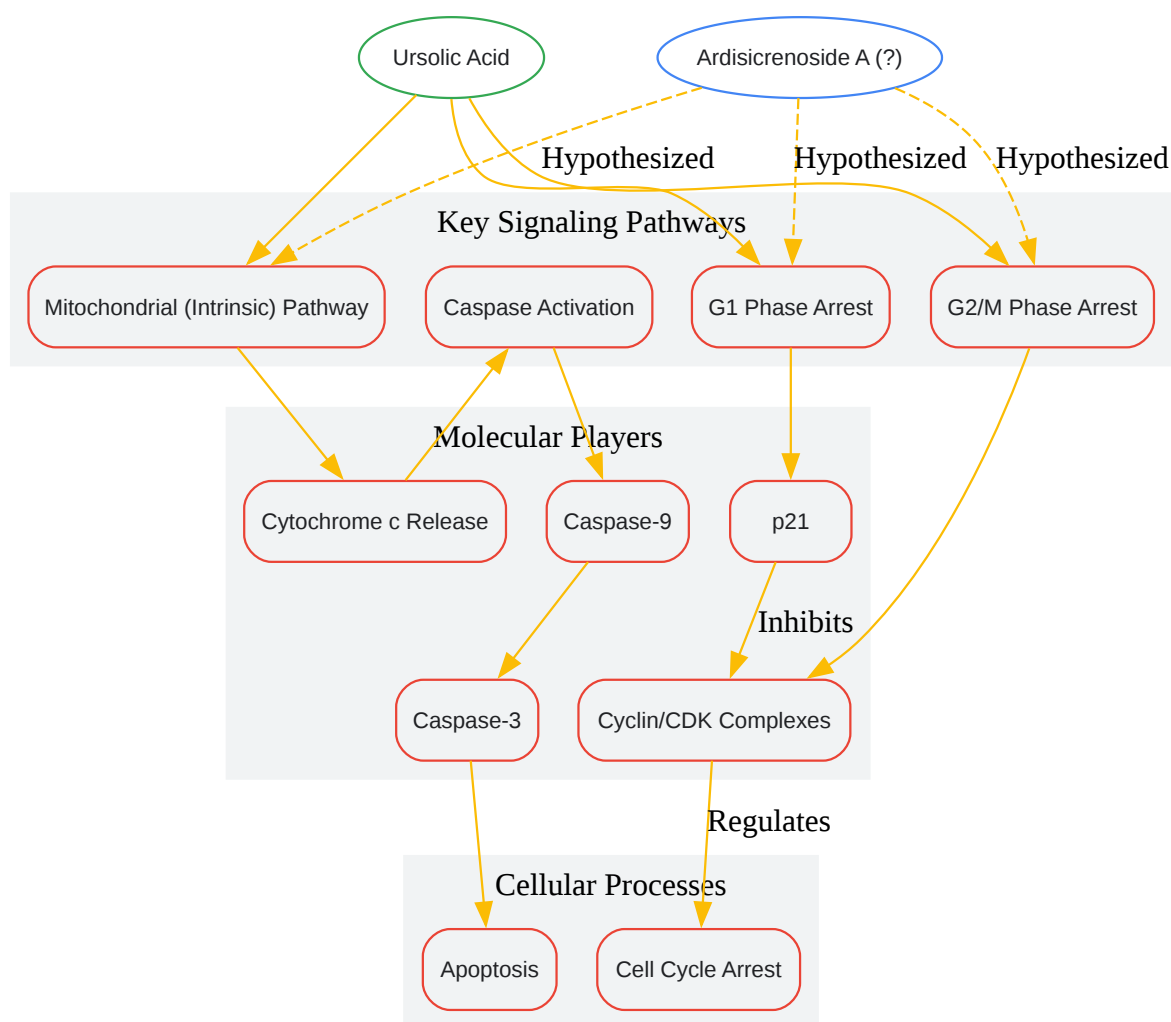 Ursolic Acid
Ardisicrenoside A (?)
Hypothesized
Hypothesized
Hypothesized
Key Signaling Pathways
Mitochondrial (Intrinsic) Pathway
Caspase Activation
G1 Phase Arrest
G2/M Phase Arrest
Molecular Players
Cytochrome c Release
Caspase-9
p21
Inhibits
Caspase-3
Cyclin/CDK Complexes
Regulates
Cellular Processes
Apoptosis
Cell Cycle Arrest